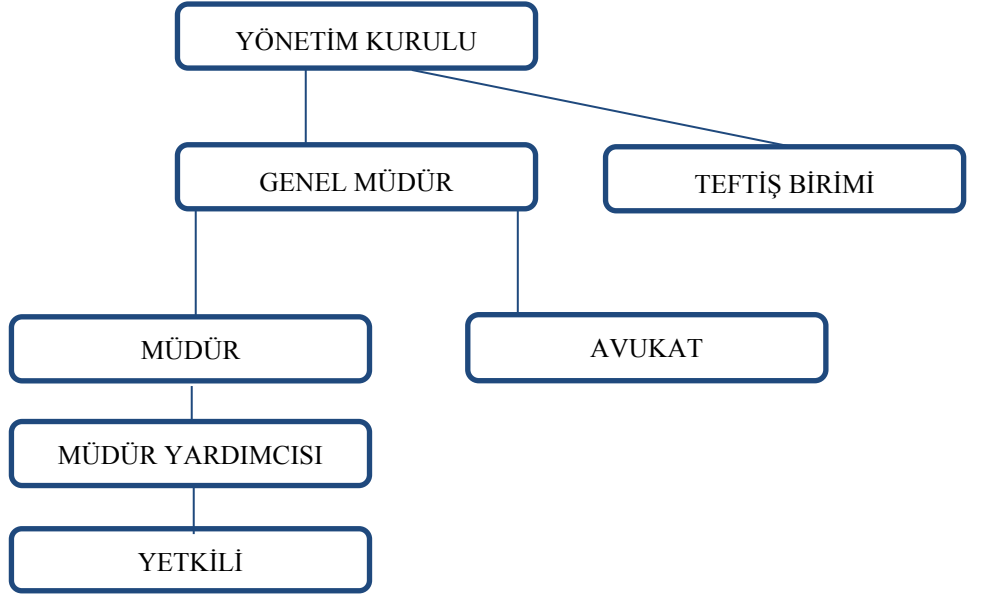 YÖNETİM KURULU
GENEL MÜDÜR
TEFTİŞ BİRİMİ
MÜDÜR
AVUKAT
MÜDÜR YARDIMCISI
YETKİLİ